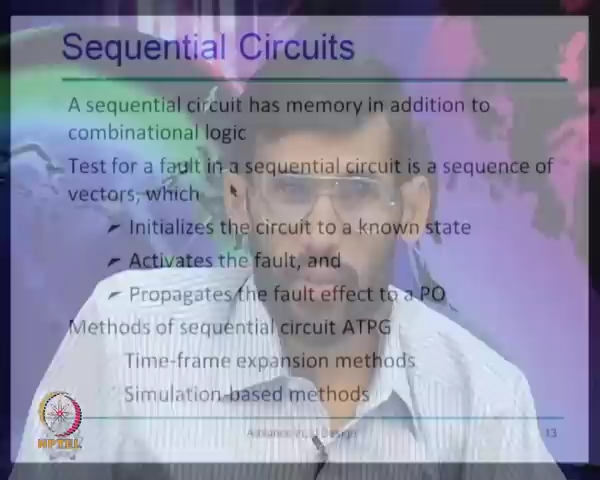 Sequential Circuits
A sequential circuit has memory in addition to
combinational logic
Test for a fault in a sequential circuit is a sequence of
vectors, which
Initializes the circuit to a known state
Activates the fault, and
Propagates the fault effect to a PO
Methods of sequential circuit ATPG
Time-frame expansion methods
Simulation-based methods
NPTEL
Design
13